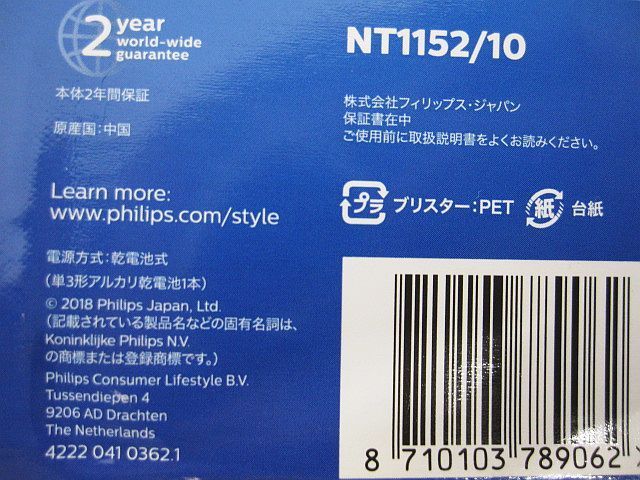 2 year
world-wide
guarantee
本体2年間保証
原産国:中国
Learn more:
www.philips.com/style
電源方式:乾電池式
(単3形アルカリ乾電池1本)
© 2018 Philips Japan, Ltd.
(記載されている製品名などの固有名詞は、
Koninklijke Philips N.V.
の商標または登録商標です。)
Philips Consumer Lifestyle B.V.
Tussendiepen 4
9206 AD Drachten
The Netherlands
4222 041 0362.1
NT1152/10
株式会社フィリップス・ジャパン
保証書在中
ご使用前に取扱説明書をよくお読みください。
プラ ブリスター:PET 紙 台紙
8 710103 789062